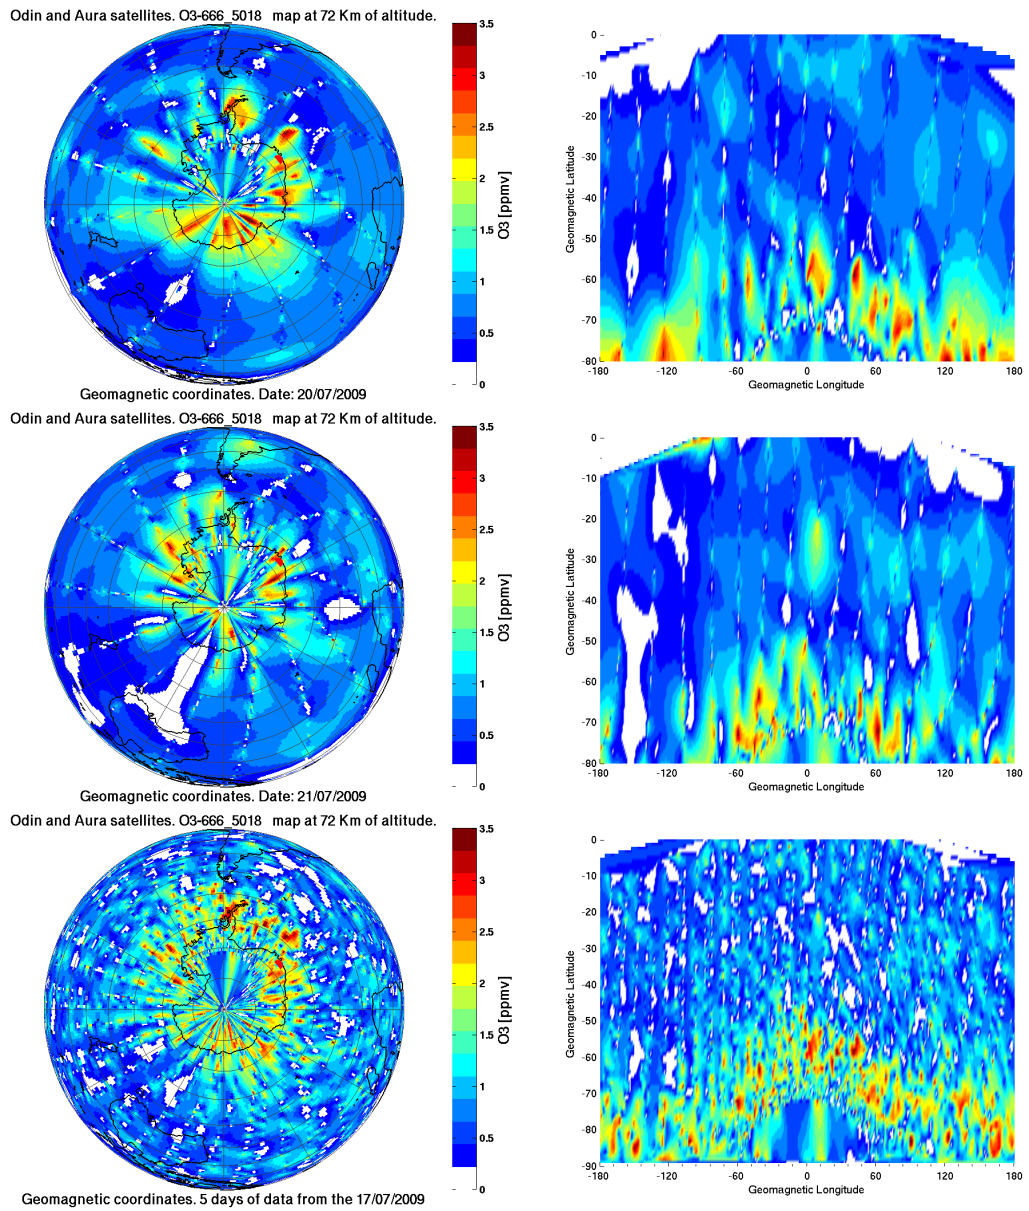 Odin and Aura satellites. O3-666_5018 map at 72 Km of altitude.
3.5
3
2.5
2
1.5
1
0.5
0
O3 [ppmv]
Geomagnetic coordinates. Date: 20/07/2009
0
-10
-20
-30
-40
-50
-60
-70
-80
Geomagnetic Latitude
-180 -120 -60 0 60 120 180
Geomagnetic Longitude
Odin and Aura satellites. O3-666_5018 map at 72 Km of altitude.
3.5
3
2.5
2
1.5
1
0.5
0
O3 [ppmv]
Geomagnetic coordinates. Date: 21/07/2009
0
-10
-20
-30
-40
-50
-60
-70
-80
Geomagnetic Latitude
-180 -120 -60 0 60 120 180
Geomagnetic Longitude
Odin and Aura satellites. O3-666_5018 map at 72 Km of altitude.
3.5
3
2.5
2
1.5
1
0.5
0
O3 [ppmv]
Geomagnetic coordinates. 5 days of data from the 17/07/2009
0
-10
-20
-30
-40
-50
-60
-70
-80
-90
Geomagnetic Latitude
-180 -120 -60 0 60 120 180
Geomagnetic Longitude